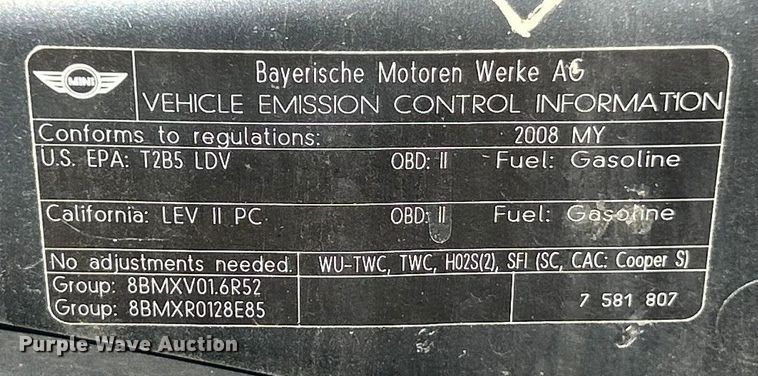 MINI
Bayerische Motoren Werke AG
VEHICLE EMISSION CONTROL INFORMATION
Conforms to regulations: 2008 MY
U.S. EPA: T2B5 LDV OBD: II Fuel: Gasoline
California: LEV II PC OBD: II Fuel: Gasoline
No adjustments needed. WU-TWC, TWC, HO2S(2), SFI (SC, CAC: Cooper S)
Group: 8BMXV01.6R52
Group: 8BMXR0128E85 7 581 807
Purple Wave Auction